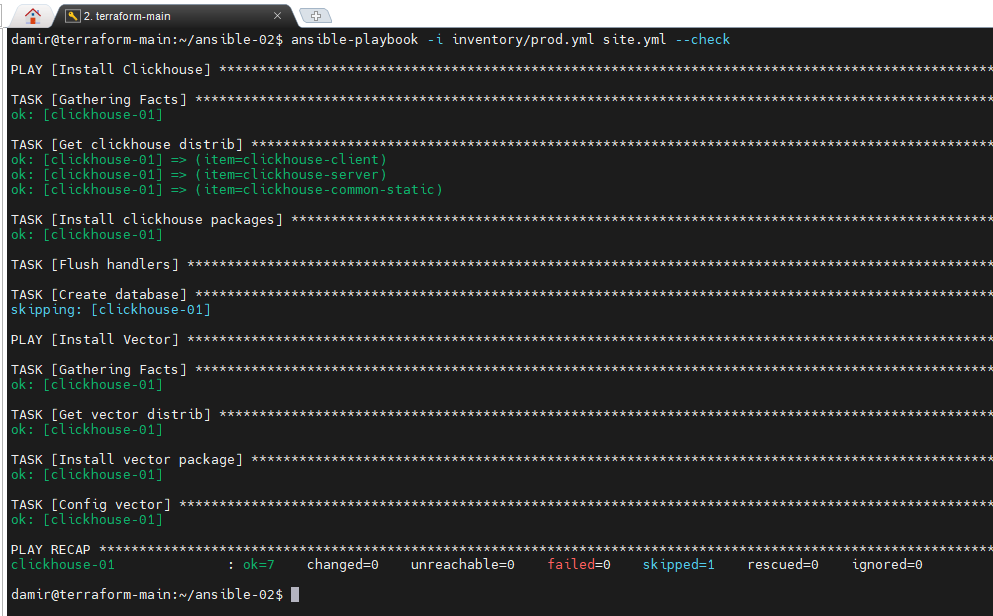 2. terraform-main
damir@terraform-main:~/ansible-02$ ansible-playbook -i inventory/prod.yml site.yml --check
PLAY [Install Clickhouse] **************************************************************************************************
TASK [Gathering Facts] *****************************************************************************************************
ok: [clickhouse-01]
TASK [Get clickhouse distrib] **********************************************************************************************
ok: [clickhouse-01] => (item=clickhouse-client)
ok: [clickhouse-01] => (item=clickhouse-server)
ok: [clickhouse-01] => (item=clickhouse-common-static)
TASK [Install clickhouse packages] *****************************************************************************************
ok: [clickhouse-01]
TASK [Flush handlers] ******************************************************************************************************
TASK [Create database] *****************************************************************************************************
skipping: [clickhouse-01]
PLAY [Install Vector] ******************************************************************************************************
TASK [Gathering Facts] *****************************************************************************************************
ok: [clickhouse-01]
TASK [Get vector distrib] **************************************************************************************************
ok: [clickhouse-01]
TASK [Install vector package] **********************************************************************************************
ok: [clickhouse-01]
TASK [Config vector] *******************************************************************************************************
ok: [clickhouse-01]
PLAY RECAP *****************************************************************************************************************
clickhouse-01              : ok=7    changed=0    unreachable=0    failed=0    skipped=1    rescued=0    ignored=0
damir@terraform-main:~/ansible-02$